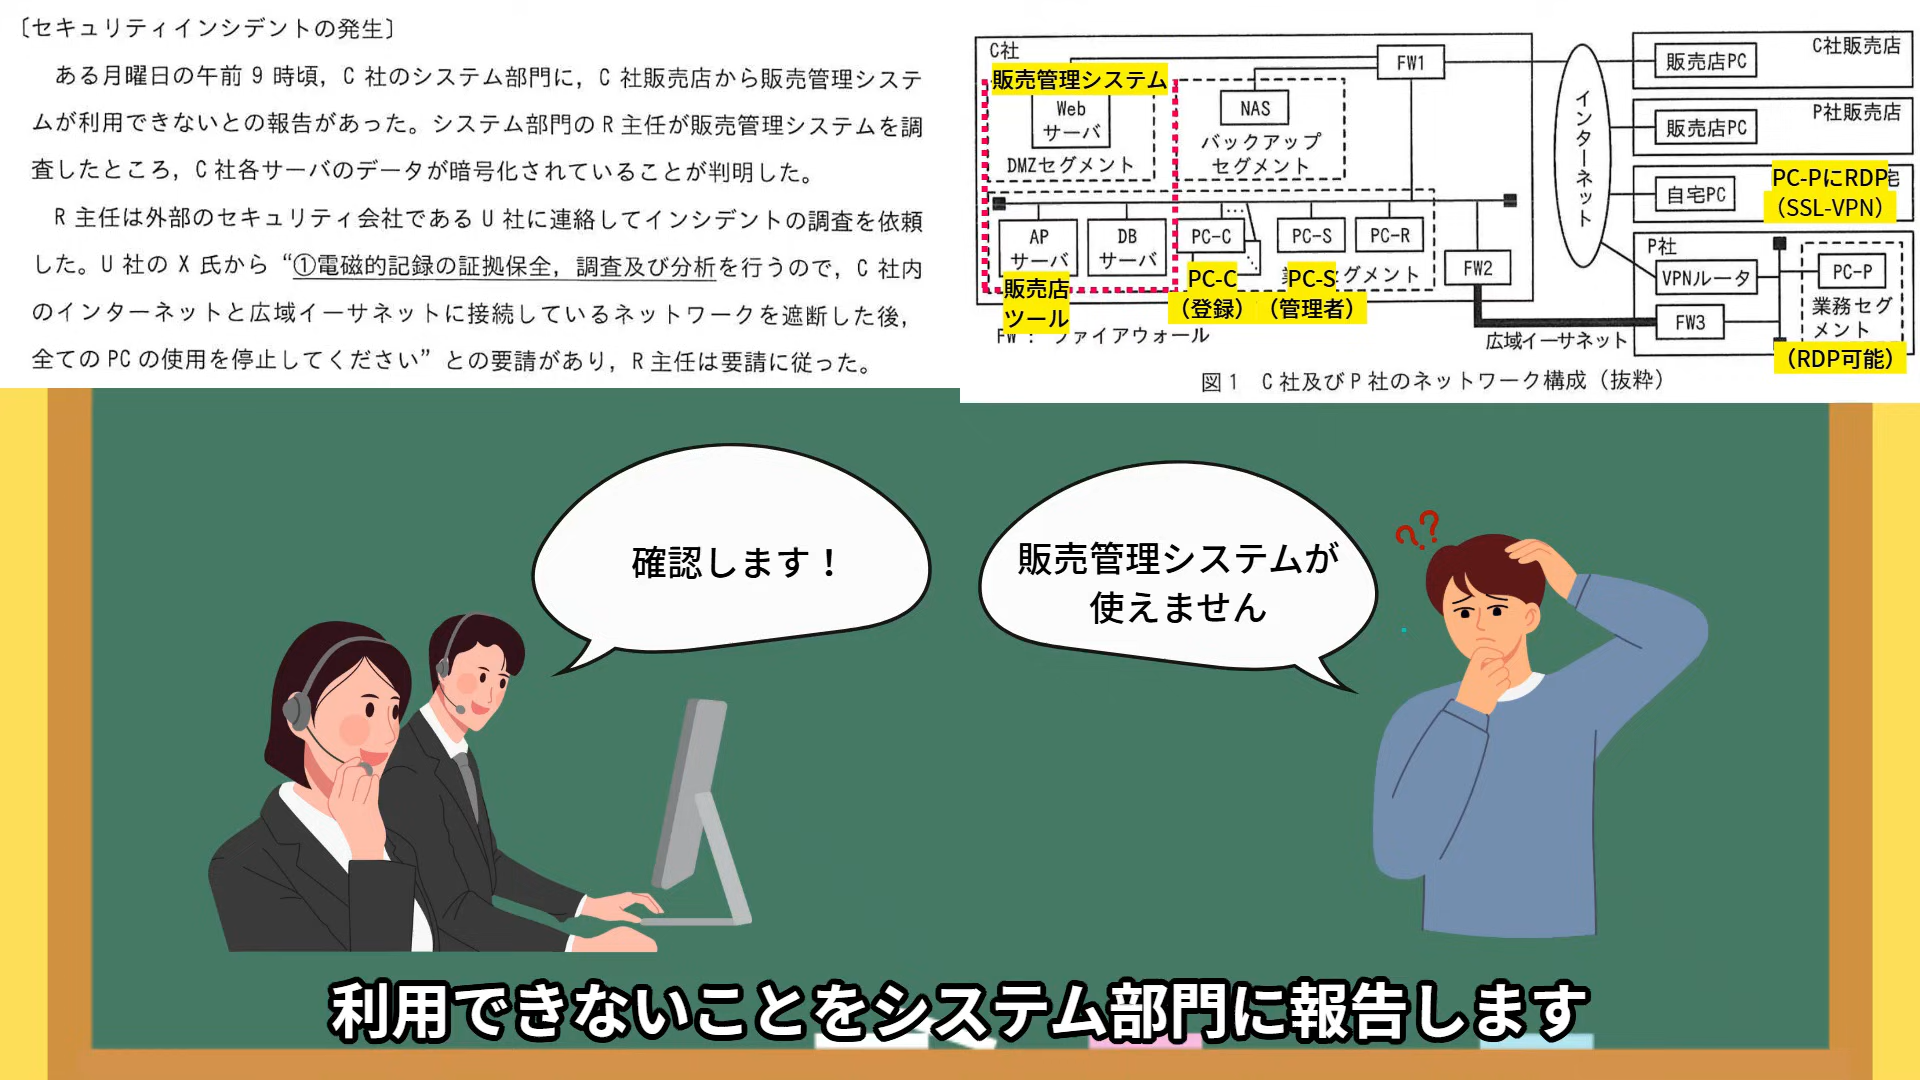 〔セキュリティインシデントの発生〕
ある月曜日の午前9時頃，C社のシステム部門に，C社販売店から販売管理システ
ムが利用できないとの報告があった。システム部門のR主任が販売管理システムを調
査したところ，C社各サーバのデータが暗号化されていることが判明した。
R主任は外部のセキュリティ会社であるU社に連絡してインシデントの調査を依頼
した。U社のX氏から“①電磁的記録の証拠保全，調査及び分析を行うので，C社内
のインターネットと広域イーサネットに接続しているネットワークを遮断した後，
全てのPCの使用を停止してください”との要請があり，R主任は要請に従った。
C社
販売管理システム
Web
サーバ
DMZセグメント
NAS
バックアップ
セグメント
FW1
AP
サーバ
DB
サーバ
PC-C
PC-S
PC-R
グメント
販売店
ツール
PC-C
（登録）
PC-S
（管理者）
FW2
FW：ファイアウォール
インターネット
販売店PC
C社販売店
販売店PC
P社販売店
自宅PC
宅
PC-PにRDP
（SSL-VPN）
P社
VPNルータ
FW3
PC-P
業務セグ
メント
（RDP可能）
広域イーサネット
図1 C社及びP社のネットワーク構成（抜粋）
確認します！
販売管理システムが
使えません
??
利用できないことをシステム部門に報告します